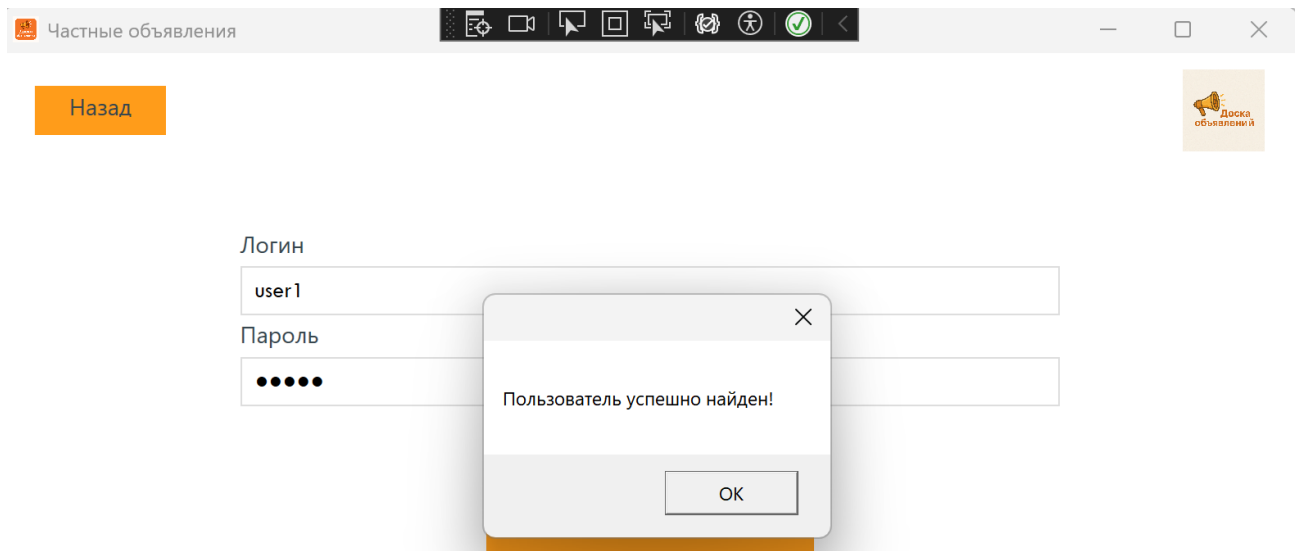 Частные объявления
Назад
Доска
объявлений
Логин
user1
Пароль
Пользователь успешно найден!
OK